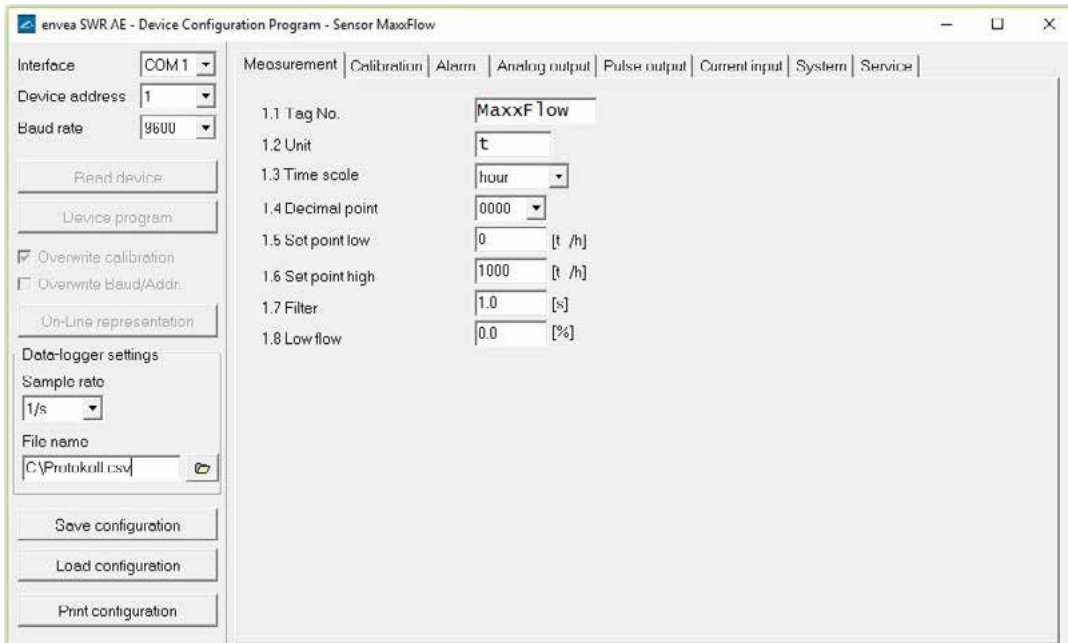 envea SWR AE - Device Configuration Program - Sensor MaxxFlow
Interface COM 1
Device address 1
Baud rate 9600
Read device
Device program
Overwrite calibration
Overwrite Baud/Addr.
On-Line representation
Data-logger settings
Sample rate
1/s
File name
C:\Protokoll.csv
Save configuration
Load configuration
Print configuration
Measurement Calibration Alarm Analog output Pulse output Current input System Service
1.1 Tag No. MaxxFlow
1.2 Unit t
1.3 Time scale hour
1.4 Decimal point 0000
1.5 Set point low 0 [t /h]
1.6 Set point high 1000 [t /h]
1.7 Filter 1.0 [s]
1.8 Low flow 0.0 [%]